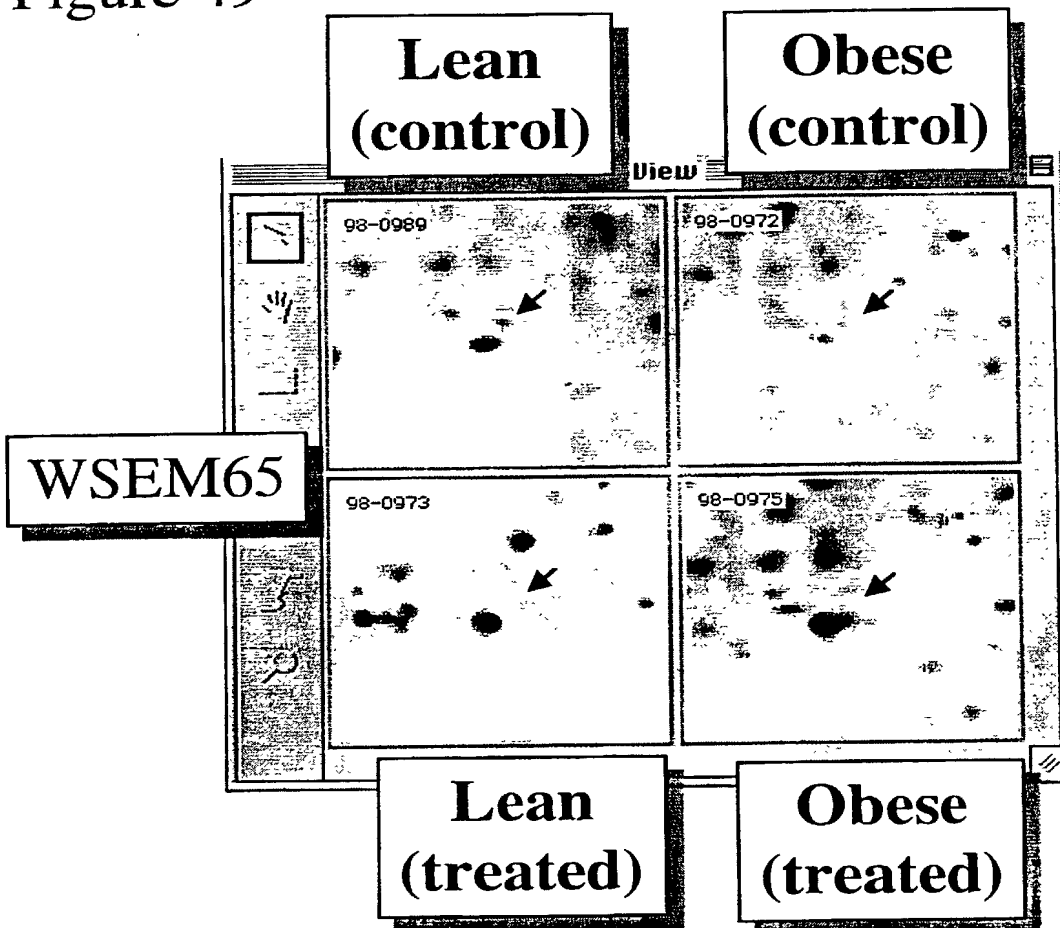 Figure 49
Lean
(control)
Obese
(control)
View
98-0989
98-0972
WSEM65
98-0973
98-0975
Lean
(treated)
Obese
(treated)